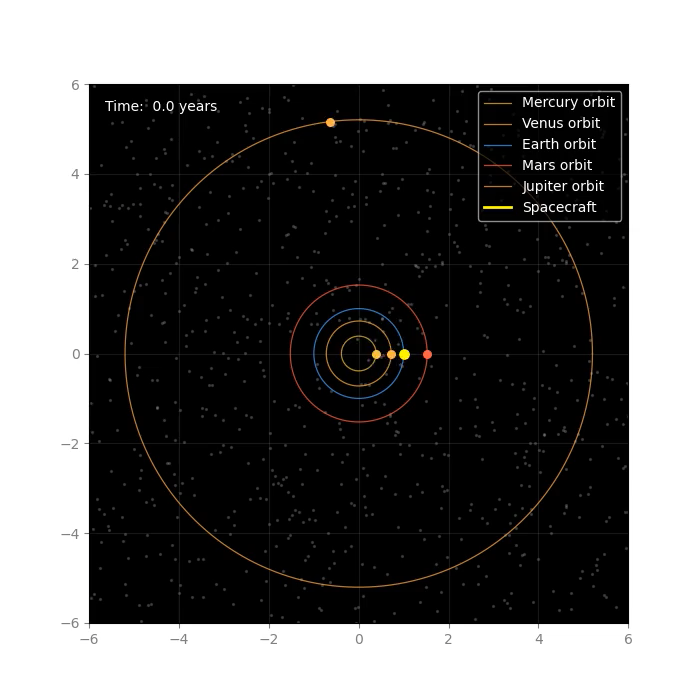 Time:  0.0 years
Mercury orbit
Venus orbit
Earth orbit
Mars orbit
Jupiter orbit
Spacecraft
6
4
2
0
−2
−4
−6
−6 −4 −2 0 2 4 6